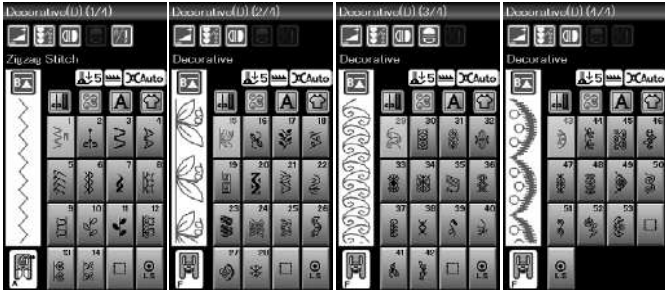 Decorative(D) (1/4)
Zigzag Stitch
B
5
Auto
A
1 2 3 4
5 6 7 8
9 10 11 12
13 14
L.S
A
Decorative(D) (2/4)
Decorative
B
5
Auto
A
15 16 17 18
19 20 21 22
23 24 25 26
27 28
L.S
F
Decorative(D) (3/4)
Decorative
B
5
Auto
A
29 30 31 32
33 34 35 36
37 38 39 40
41 42
L.S
F
Decorative(D) (4/4)
Decorative
B
5
Auto
A
43 44 45 46
47 48 49 50
51 52 53
L.S
F